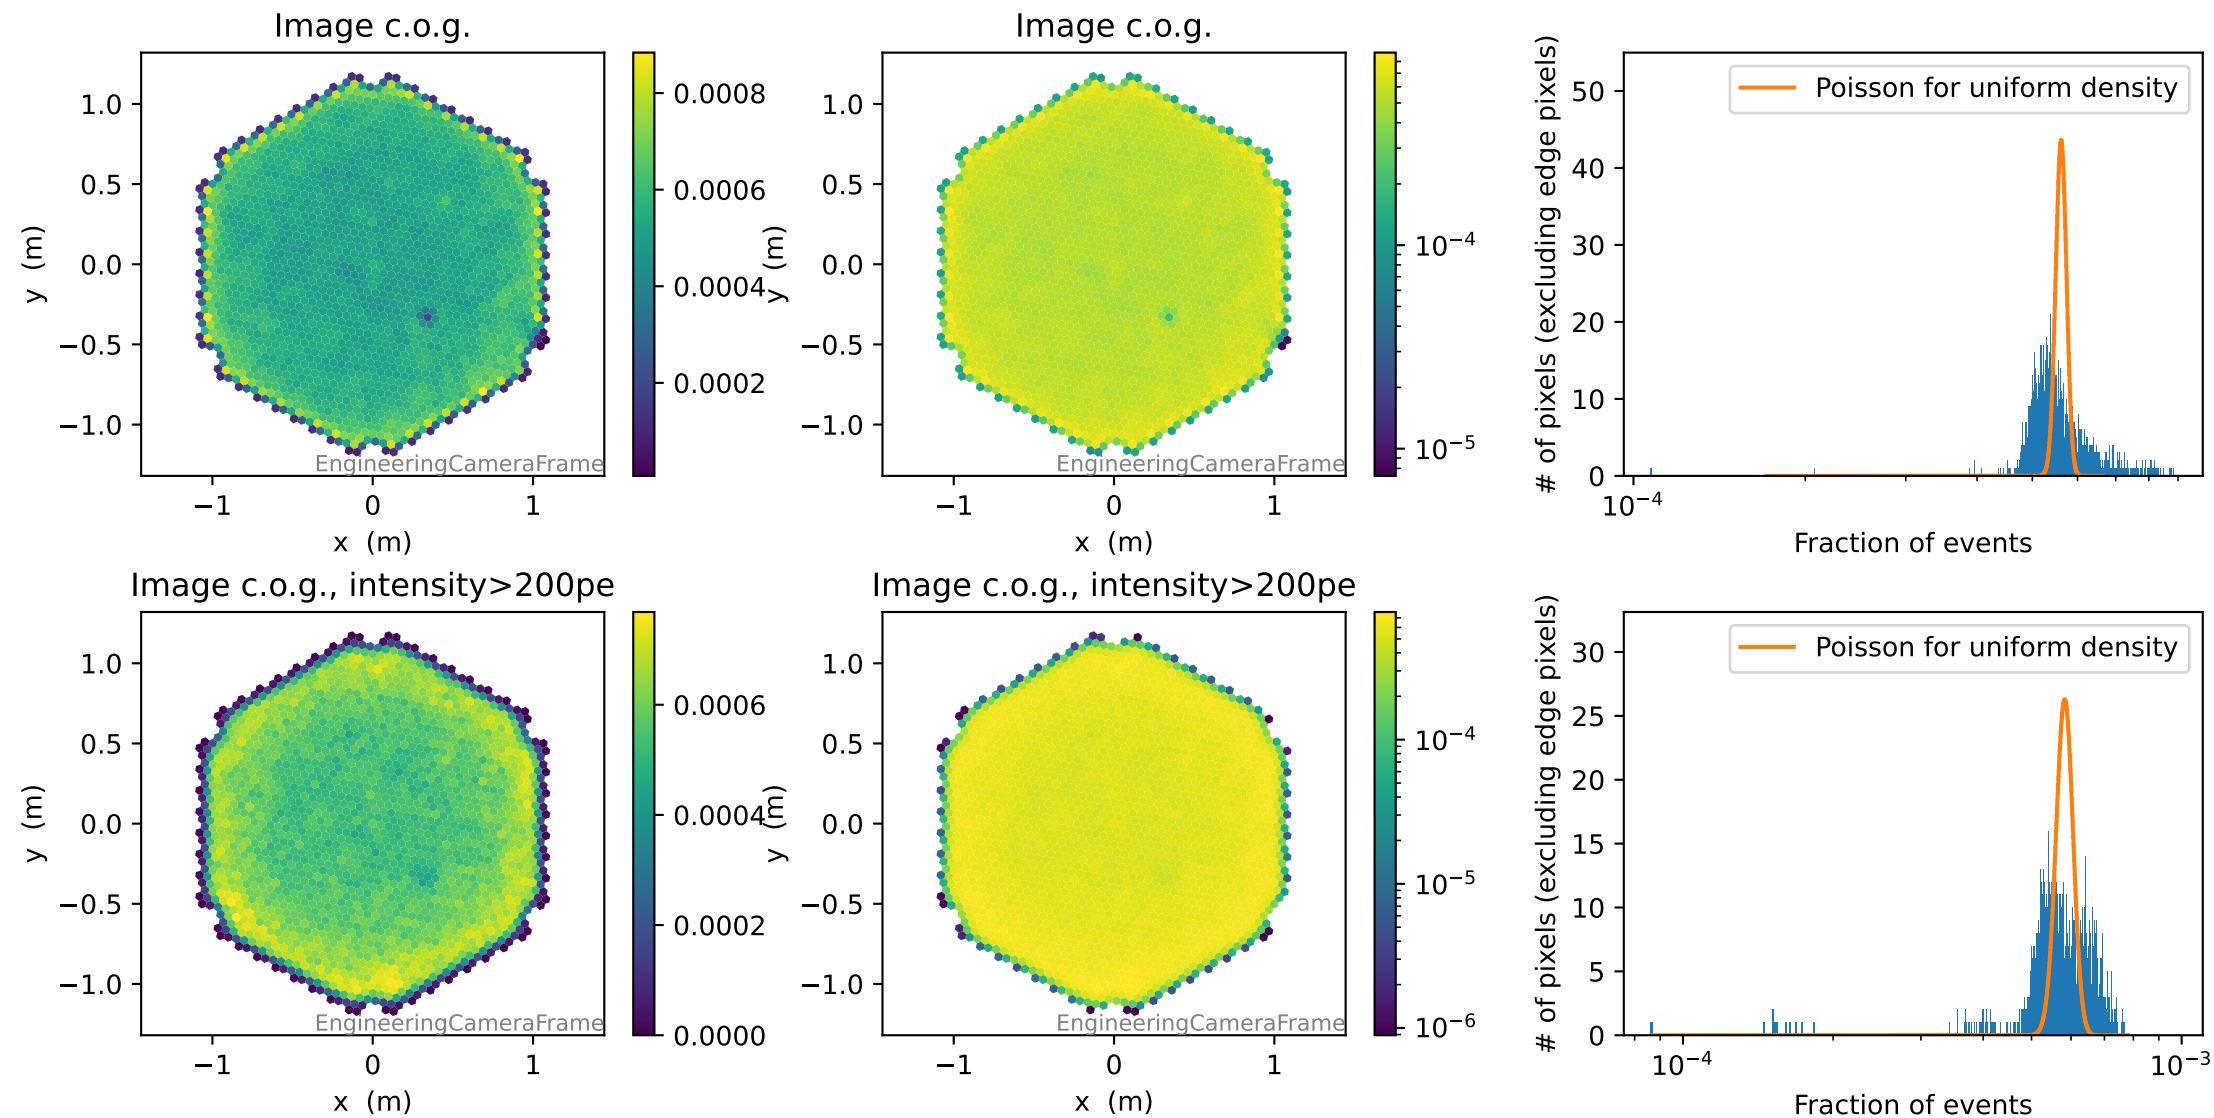 Image c.o.g.
y (m)
1.0
0.5
0.0
−0.5
−1.0
EngineeringCameraFrame
−1
0
1
x (m)
0.0008
0.0006
0.0004
0.0002
Image c.o.g.
y (m)
1.0
0.5
0.0
−0.5
−1.0
EngineeringCameraFrame
−1
0
1
x (m)
10⁻⁴
10⁻⁵
# of pixels (excluding edge pixels)
50
40
30
20
10
0
Poisson for uniform density
10⁻⁴
Fraction of events
Image c.o.g., intensity>200pe
y (m)
1.0
0.5
0.0
−0.5
−1.0
EngineeringCameraFrame
−1
0
1
x (m)
0.0006
0.0004
0.0002
0.0000
Image c.o.g., intensity>200pe
y (m)
1.0
0.5
0.0
−0.5
−1.0
EngineeringCameraFrame
−1
0
1
x (m)
10⁻⁴
10⁻⁵
10⁻⁶
# of pixels (excluding edge pixels)
30
25
20
15
10
5
0
Poisson for uniform density
10⁻⁴
10⁻³
Fraction of events